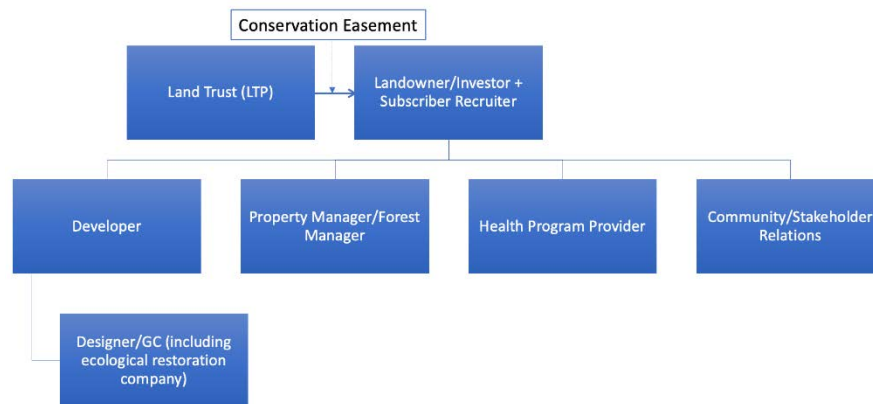 Conservation Easement
Land Trust (LTP)
Landowner/Investor +
Subscriber Recruiter
Developer
Property Manager/Forest
Manager
Health Program Provider
Community/Stakeholder
Relations
Designer/GC (including
ecological restoration
company)